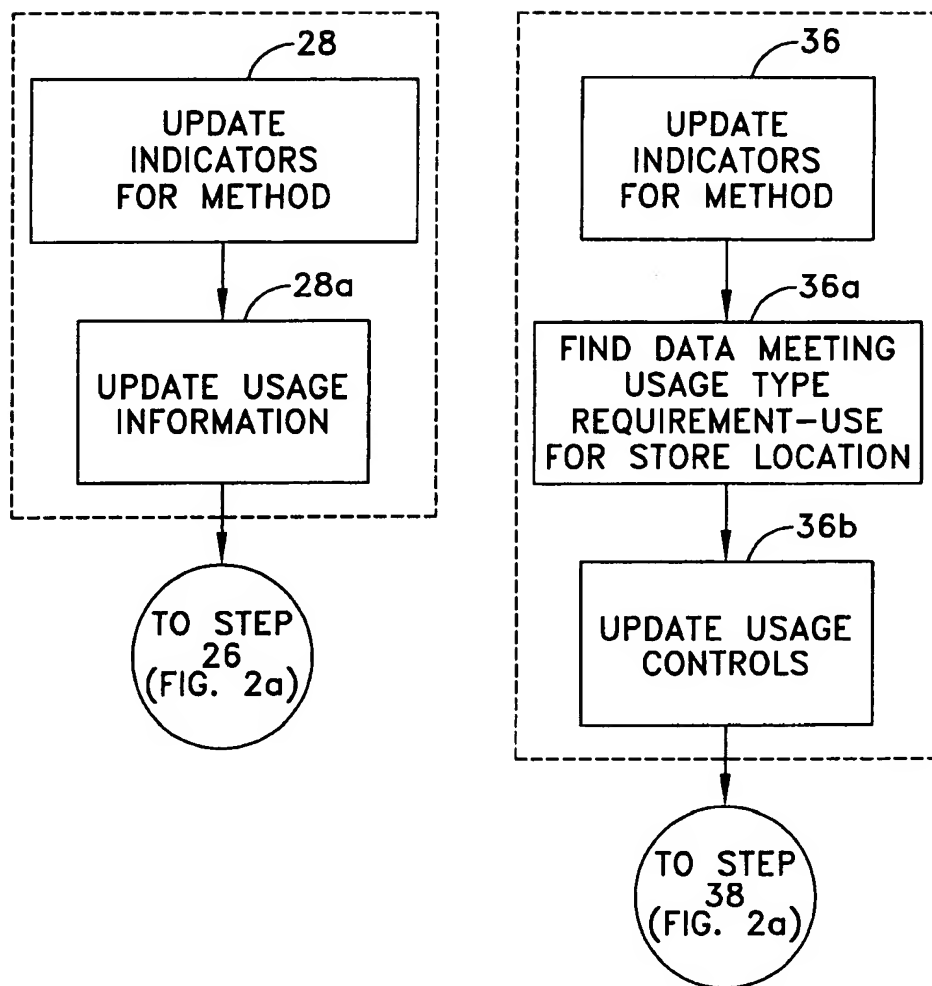 28
UPDATE
INDICATORS
FOR METHOD
28a
UPDATE USAGE
INFORMATION
TO STEP
26
(FIG. 2a)
36
UPDATE
INDICATORS
FOR METHOD
36a
FIND DATA MEETING
USAGE TYPE
REQUIREMENT–USE
FOR STORE LOCATION
36b
UPDATE USAGE
CONTROLS
TO STEP
38
(FIG. 2a)